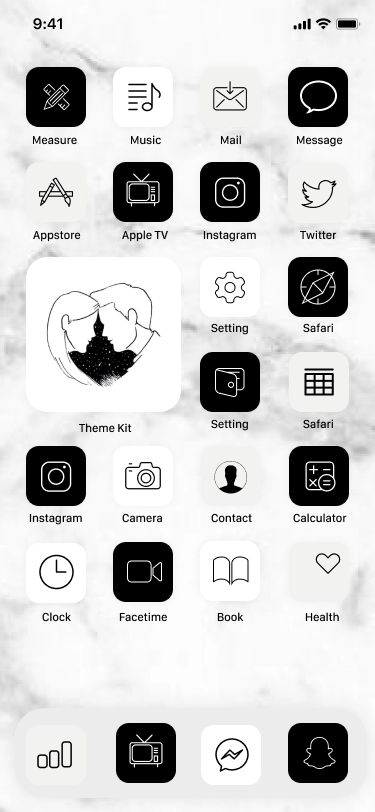 9:41
Measure
Music
Mail
Message
Appstore
Apple TV
Instagram
Twitter
Setting
Safari
Theme Kit
Setting
Safari
Instagram
Camera
Contact
Calculator
Clock
Facetime
Book
Health